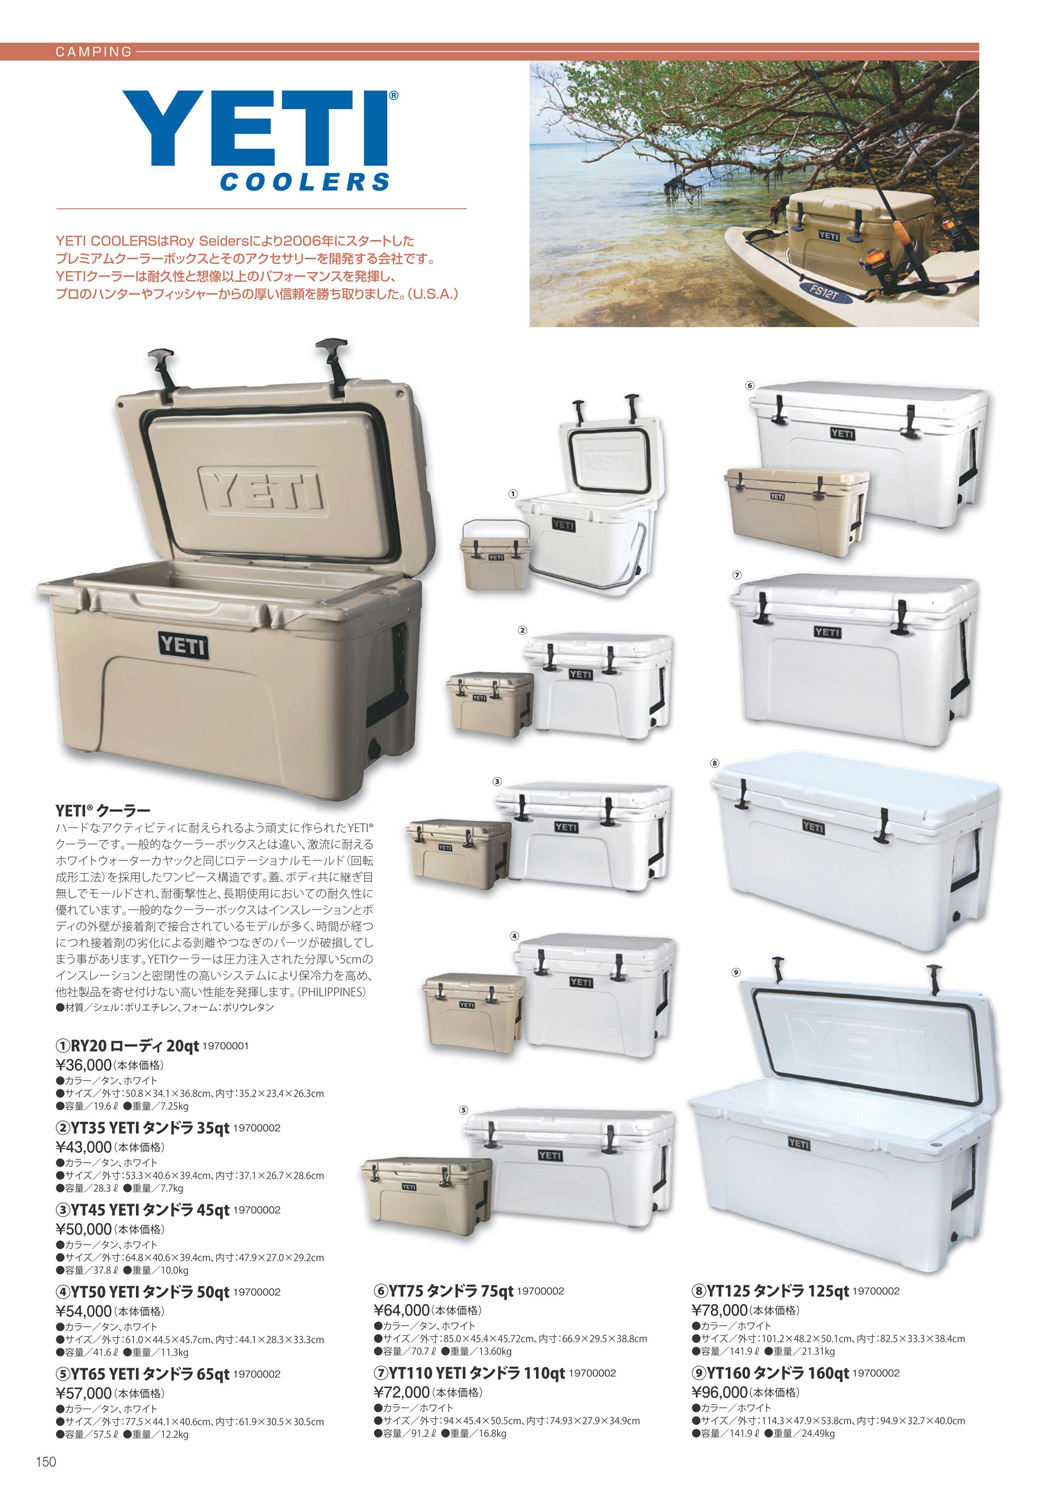 CAMPING
YETI®
COOLERS
YETI COOLERSはRoy Seidersにより2006年にスタートした
プレミアムクーラーボックスとそのアクセサリーを開発する会社です。
YETIクーラーは耐久性と想像以上のパフォーマンスを発揮し、
プロのハンターやフィッシャーからの厚い信頼を勝ち取りました。(U.S.A.)
YETI
FS12T
YETI
YETI
①
YETI
YETI
②
YETI
YETI
③
YETI
YETI
④
YETI
YETI
⑤
YETI
YETI
⑥
YETI
YETI
⑦
YETI
⑧
YETI
⑨
YETI
YETI
YETI® クーラー
ハードなアクティビティに耐えられるよう頑丈に作られたYETI®
クーラーです。一般的なクーラーボックスとは違い、激流に耐える
ホワイトウォーターカヤックと同じロテーショナルモールド（回転
成形工法）を採用したワンピース構造です。蓋、ボディ共に継ぎ目
無しでモールドされ、耐衝撃性と、長期使用においての耐久性に
優れています。一般的なクーラーボックスはインスレーションとボ
ディの外壁が接着剤で接合されているモデルが多く、時間が経つ
につれ接着剤の劣化による剥離やつなぎのパーツが破損してし
まう事があります。YETIクーラーは圧力注入された分厚い5cmの
インスレーションと密閉性の高いシステムにより保冷力を高め、
他社製品を寄せ付けない高い性能を発揮します。（PHILIPPINES）
●材質／シェル：ポリエチレン、フォーム：ポリウレタン
①RY20 ローディ 20qt 19700001
¥36,000（本体価格）
●カラー／タン、ホワイト
●サイズ／外寸：50.8×34.1×36.8cm、内寸：35.2×23.4×26.3cm
●容量／19.6ℓ ●重量／7.25kg
②YT35 YETI タンドラ 35qt 19700002
¥43,000（本体価格）
●カラー／タン、ホワイト
●サイズ／外寸：53.3×40.6×39.4cm、内寸：37.1×26.7×28.6cm
●容量／28.3ℓ ●重量／7.7kg
③YT45 YETI タンドラ 45qt 19700002
¥50,000（本体価格）
●カラー／タン、ホワイト
●サイズ／外寸：64.8×40.6×39.4cm、内寸：47.9×27.0×29.2cm
●容量／37.8ℓ ●重量／10.0kg
④YT50 YETI タンドラ 50qt 19700002
¥54,000（本体価格）
●カラー／タン、ホワイト
●サイズ／外寸：61.0×44.5×45.7cm、内寸：44.1×28.3×33.3cm
●容量／41.6ℓ ●重量／11.3kg
⑤YT65 YETI タンドラ 65qt 19700002
¥57,000（本体価格）
●カラー／タン、ホワイト
●サイズ／外寸：77.5×44.1×40.6cm、内寸：61.9×30.5×30.5cm
●容量／57.5ℓ ●重量／12.2kg
⑥YT75 タンドラ 75qt 19700002
¥64,000（本体価格）
●カラー／タン、ホワイト
●サイズ／外寸：85.0×45.4×45.72cm、内寸：66.9×29.5×38.8cm
●容量／70.7ℓ ●重量／13.60kg
⑦YT110 YETI タンドラ 110qt 19700002
¥72,000（本体価格）
●カラー／ホワイト
●サイズ／外寸：94×45.4×50.5cm、内寸：74.93×27.9×34.9cm
●容量／91.2ℓ ●重量／16.8kg
⑧YT125 タンドラ 125qt 19700002
¥78,000（本体価格）
●カラー／ホワイト
●サイズ／外寸：101.2×48.2×50.1cm、内寸：82.5×33.3×38.4cm
●容量／141.9ℓ ●重量／21.31kg
⑨YT160 タンドラ 160qt 19700002
¥96,000（本体価格）
●カラー／ホワイト
●サイズ／外寸：114.3×47.9×53.8cm、内寸：94.9×32.7×40.0cm
●容量／141.9ℓ ●重量／24.49kg
150